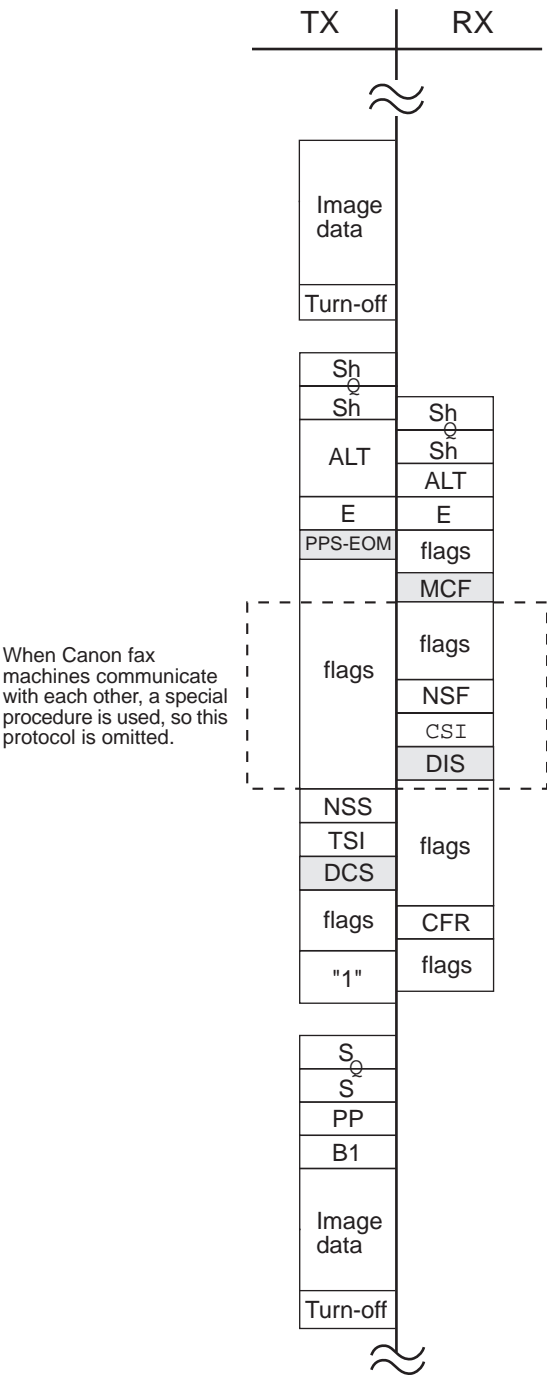 TX
RX
Image
data
Turn-off
Sh
Q
Sh
ALT
E
PPS-EOM
flags
Sh
Q
Sh
ALT
E
flags
MCF
flags
NSF
CSI
DIS
flags
When Canon fax
machines communicate
with each other, a special
procedure is used, so this
protocol is omitted.
NSS
TSI
DCS
flags
"1"
CFR
flags
S
Q
S
PP
B1
Image
data
Turn-off